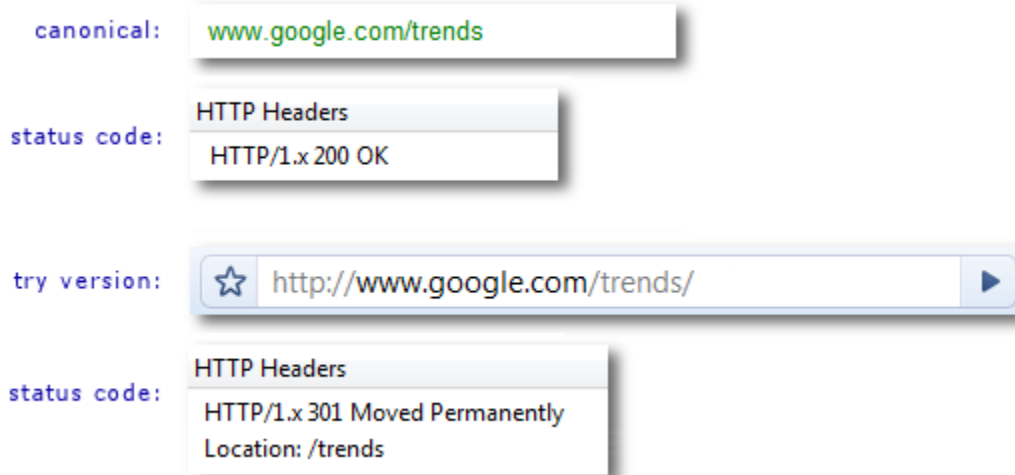 canonical: www.google.com/trends
HTTP Headers
status code: HTTP/1.x 200 OK
try version: http://www.google.com/trends/
HTTP Headers
status code: HTTP/1.x 301 Moved Permanently
Location: /trends